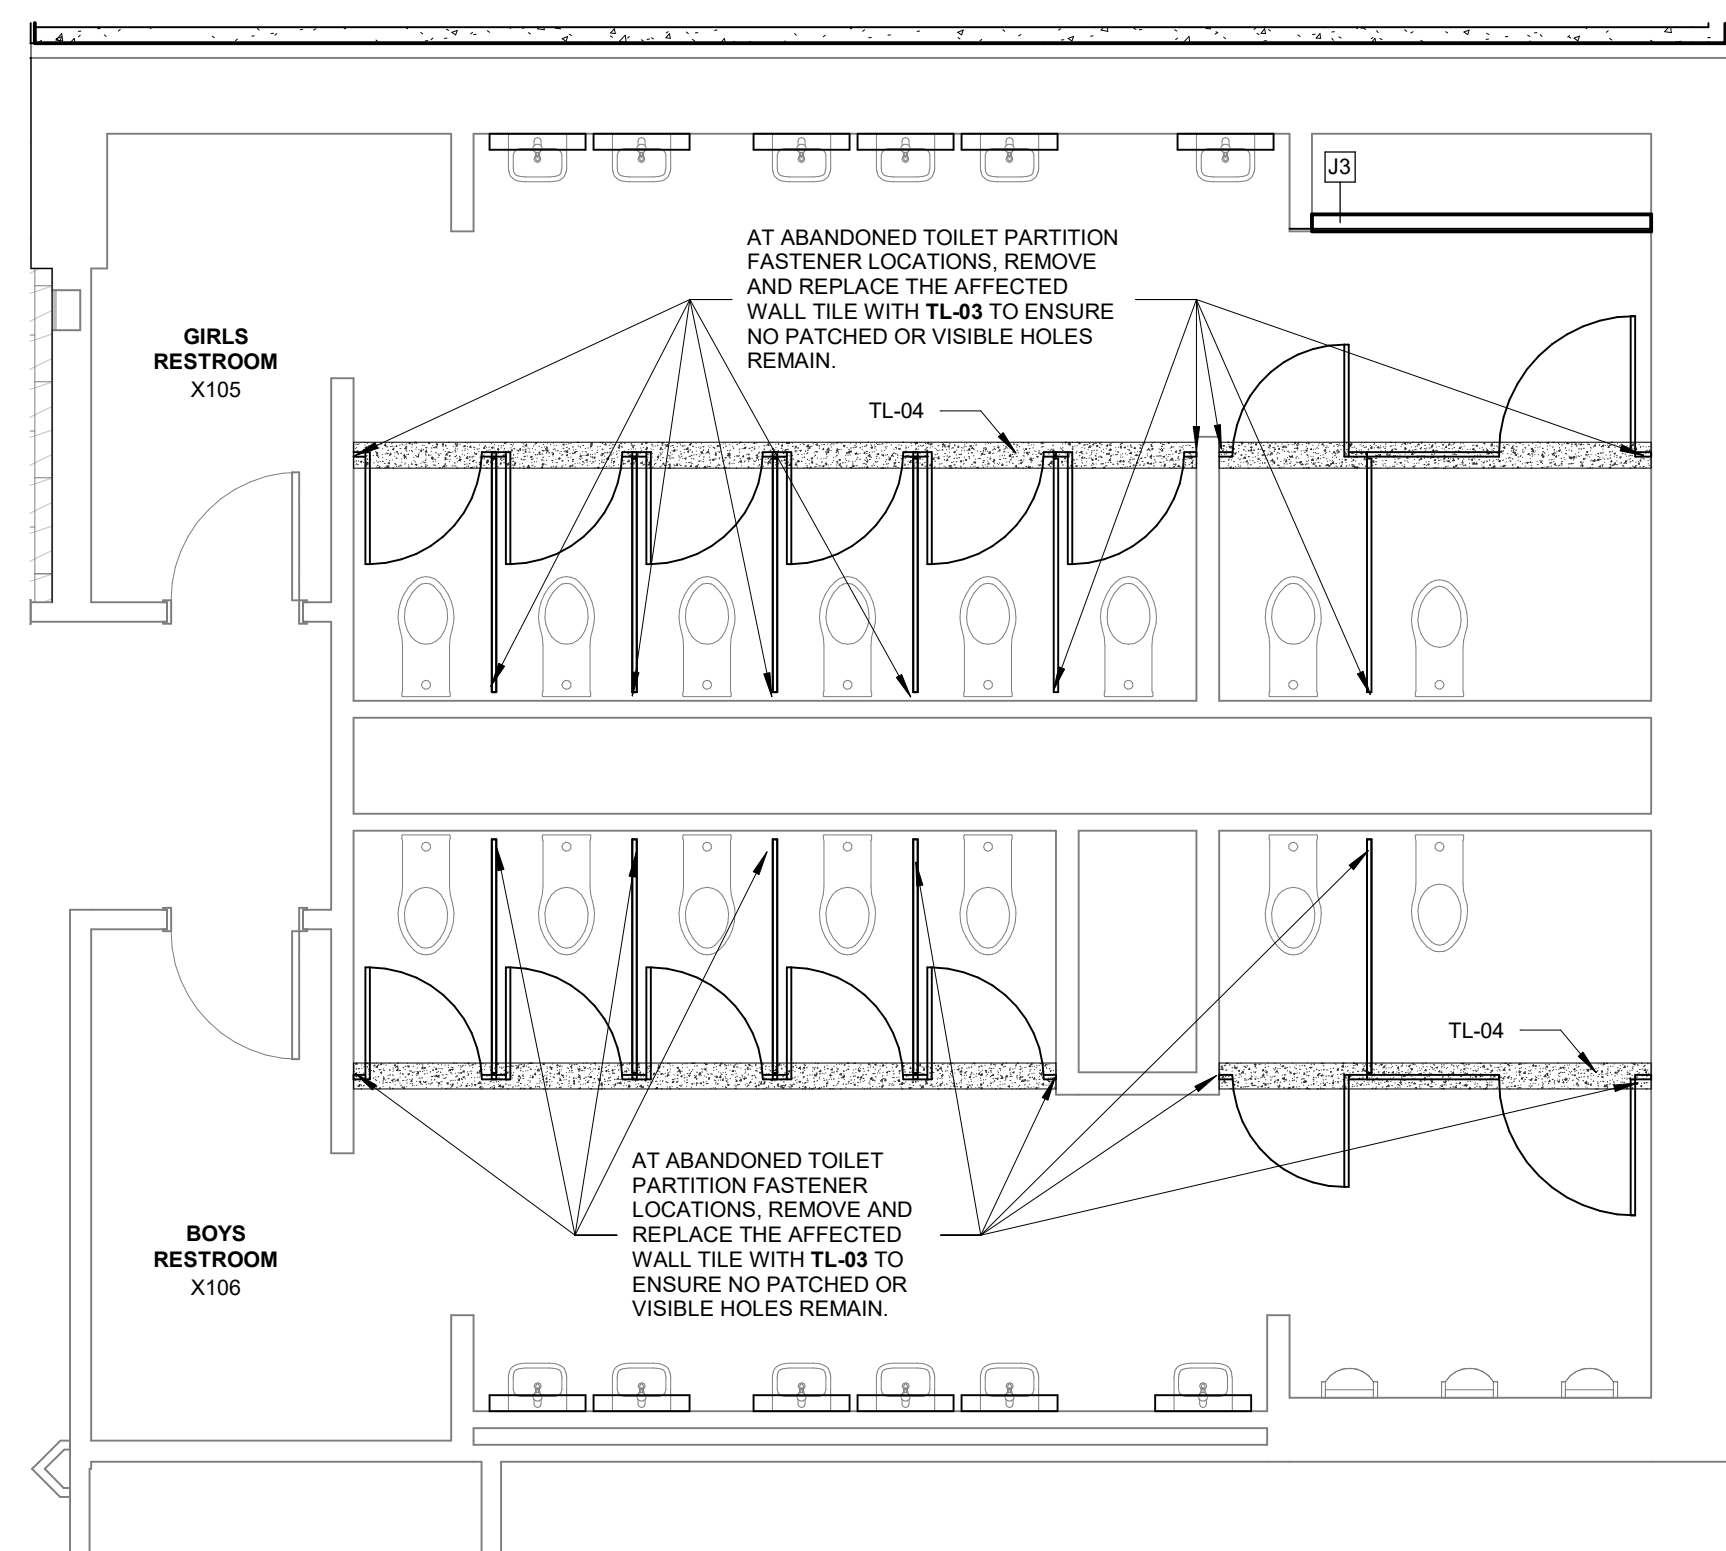 J3
AT ABANDONED TOILET PARTITION
FASTENER LOCATIONS, REMOVE
AND REPLACE THE AFFECTED
WALL TILE WITH TL-03 TO ENSURE
NO PATCHED OR VISIBLE HOLES
REMAIN.
GIRLS
RESTROOM
X105
TL-04
TL-04
AT ABANDONED TOILET
PARTITION FASTENER
LOCATIONS, REMOVE AND
REPLACE THE AFFECTED
WALL TILE WITH TL-03 TO
ENSURE NO PATCHED OR
VISIBLE HOLES REMAIN.
BOYS
RESTROOM
X106